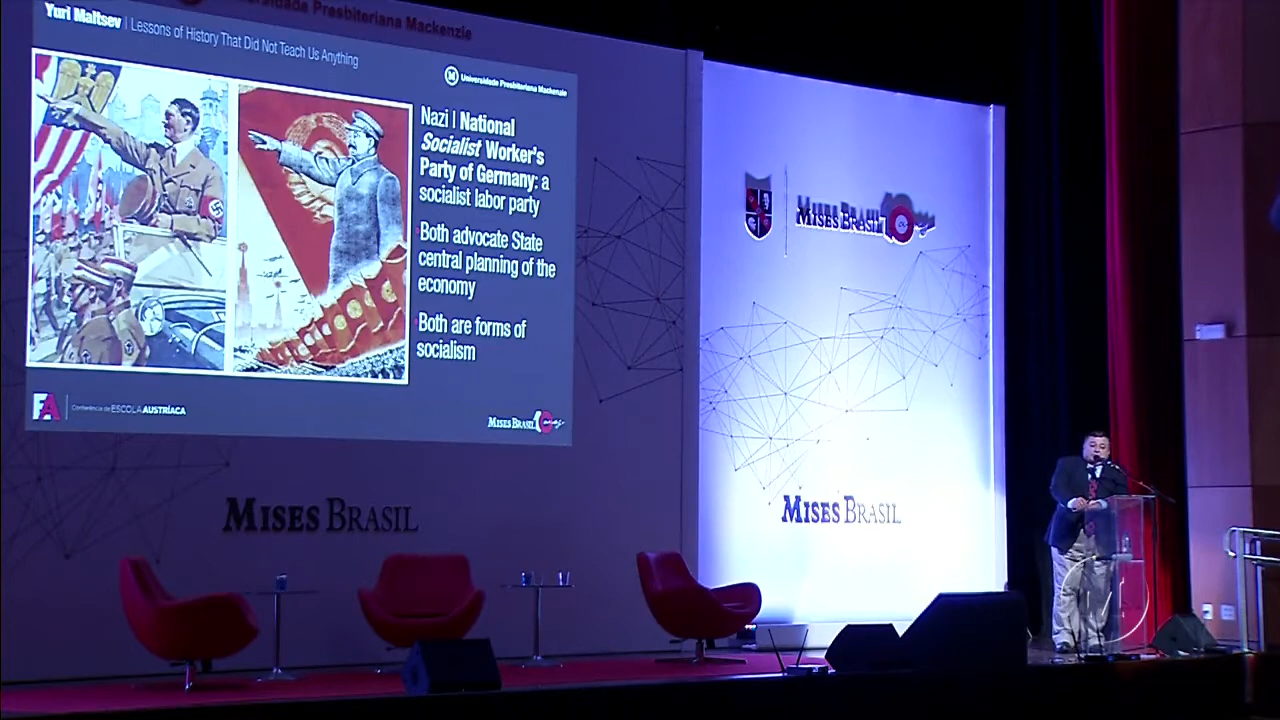 Universidade Presbiteriana Mackenzie
Yuri Maltsev | Lessons of History That Did Not Teach Us Anything
M Universidade Presbiteriana Mackenzie
Nazi | National
Socialist Worker's
Party of Germany: a
socialist labor party
Both advocate State
central planning of the
economy
Both are forms of
socialism
EA Conferência de ESCOLA AUSTRÍACA
MISES BRASIL
MISES BRASIL
MISES BRASIL
MISES BRASIL